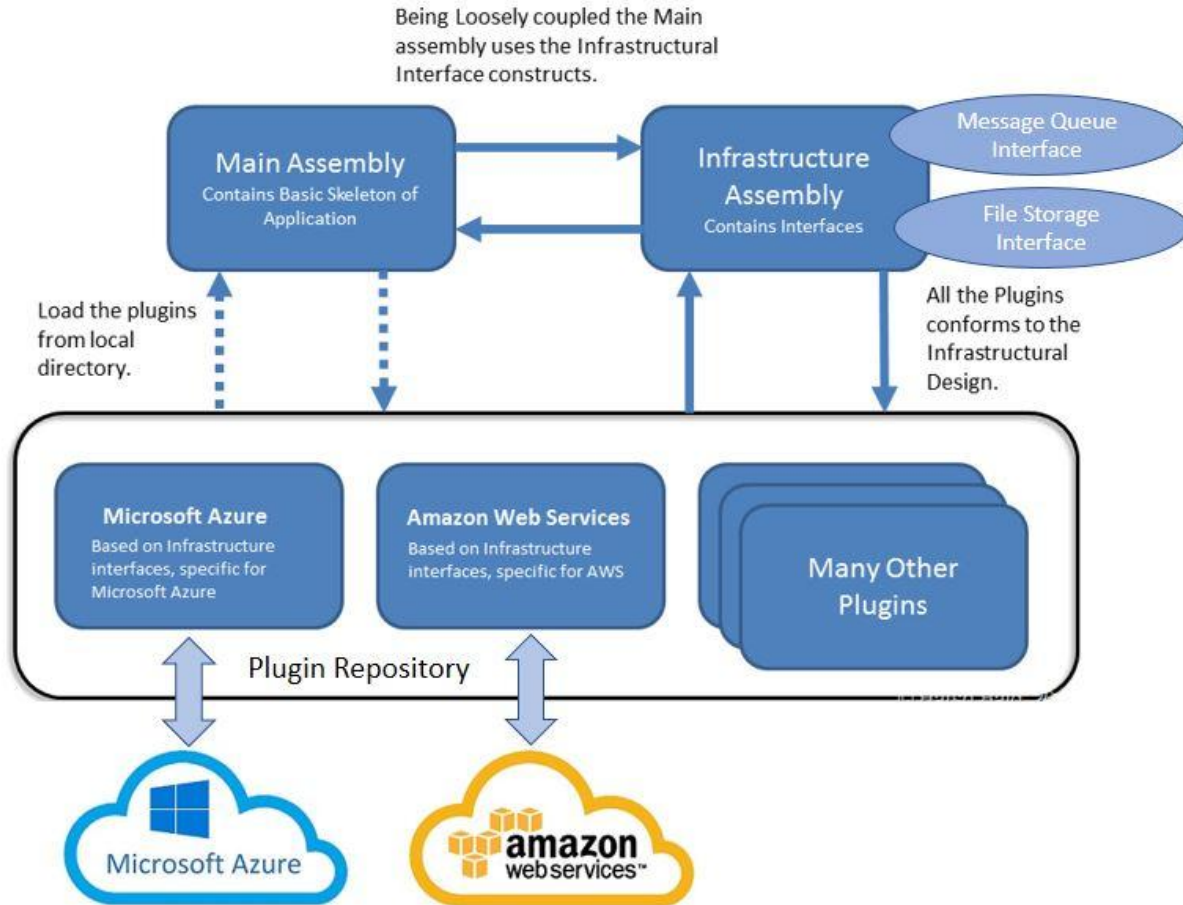 Being Loosely coupled the Main
assembly uses the Infrastructural
Interface constructs.
Main Assembly
Contains Basic Skeleton of
Application
Infrastructure
Assembly
Contains Interfaces
Message Queue
Interface
File Storage
Interface
Load the plugins
from local
directory.
All the Plugins
conforms to the
Infrastructural
Design.
Microsoft Azure
Based on Infrastructure
interfaces, specific for
Microsoft Azure
Amazon Web Services
Based on Infrastructure
interfaces, specific for AWS
Many Other
Plugins
Plugin Repository
Microsoft Azure
amazon
webservices™